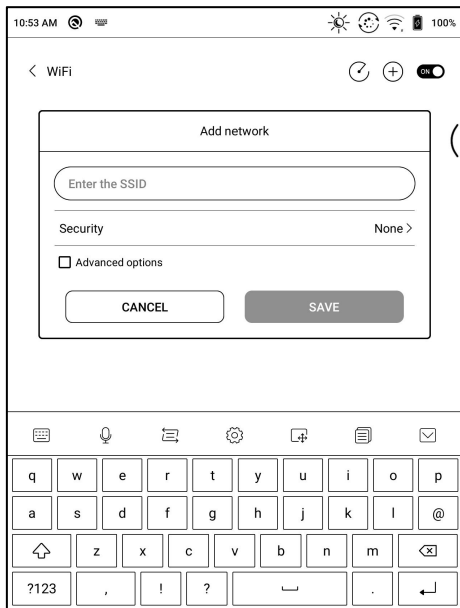 10:53 AM 100%
WiFi ON
Add network
Enter the SSID
Security None
Advanced options
CANCEL SAVE
q w e r t y u i o p
a s d f g h j k l @
z x c v b n m
?123 , ! ? .